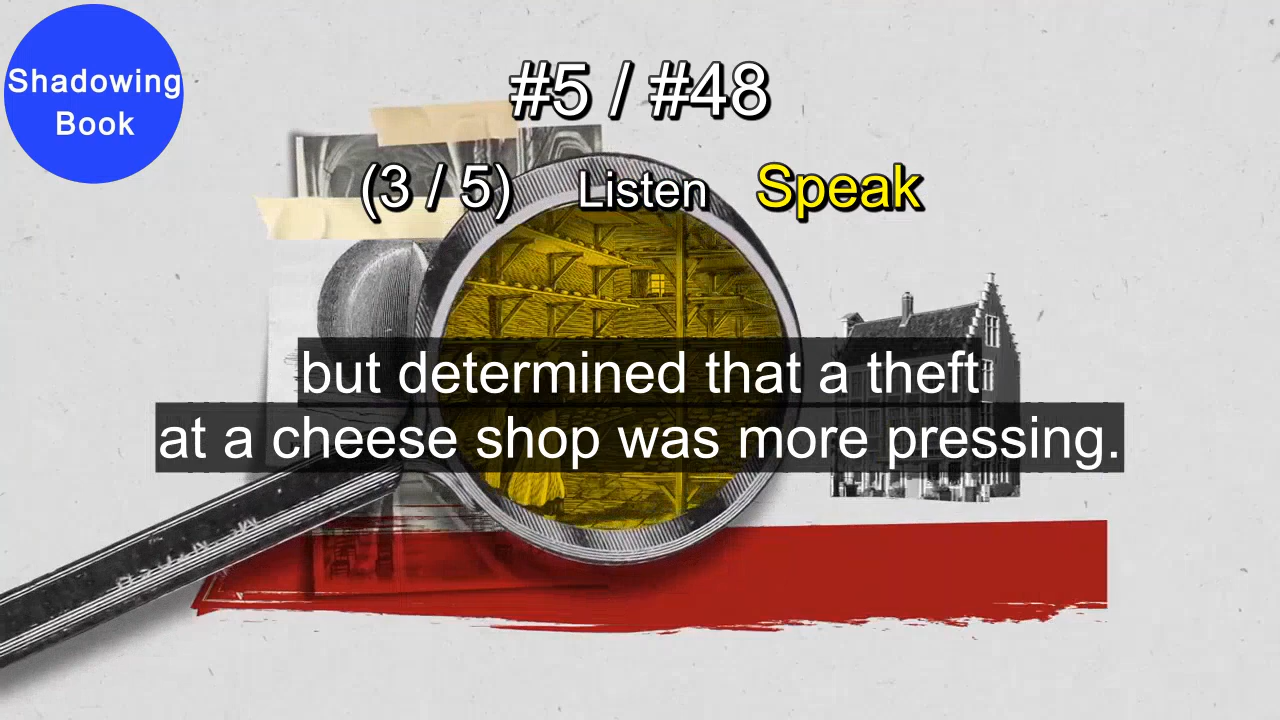 Shadowing
Book
#5 / #48
(3 / 5) Listen Speak
but determined that a theft
at a cheese shop was more pressing.